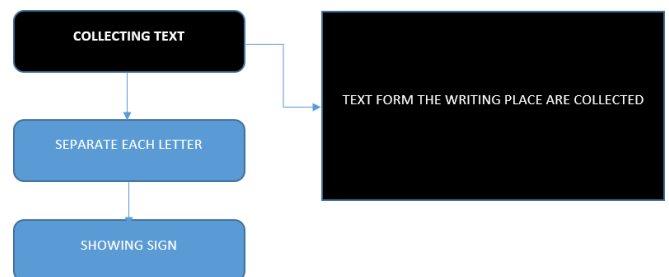 COLLECTING TEXT
TEXT FORM THE WRITING PLACE ARE COLLECTED
SEPARATE EACH LETTER
SHOWING SIGN